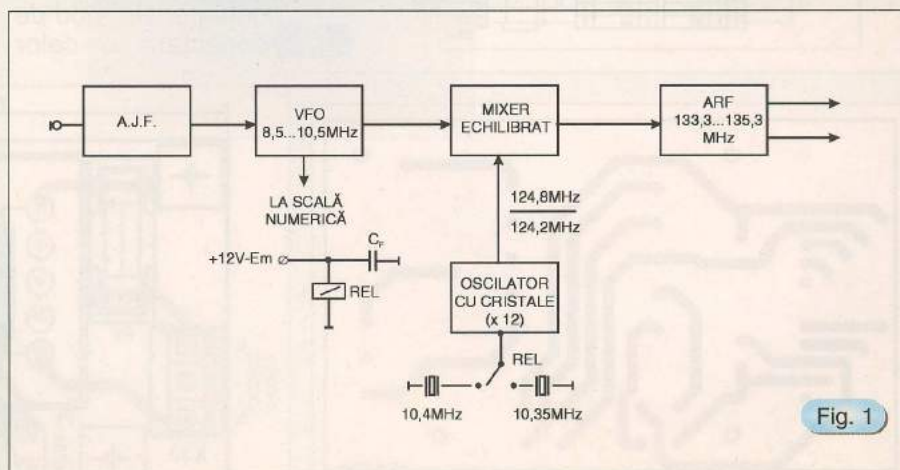 A.J.F.
VFO
8,5...10,5MHz
MIXER
ECHILIBRAT
ARF
133,3...135,3
MHz
LA SCALĂ
NUMERICĂ
124,8MHz
124,2MHz
+12V-Em
CF
REL
OSCILATOR
CU CRISTALE
(x 12)
REL
10,4MHz
10,35MHz
Fig. 1